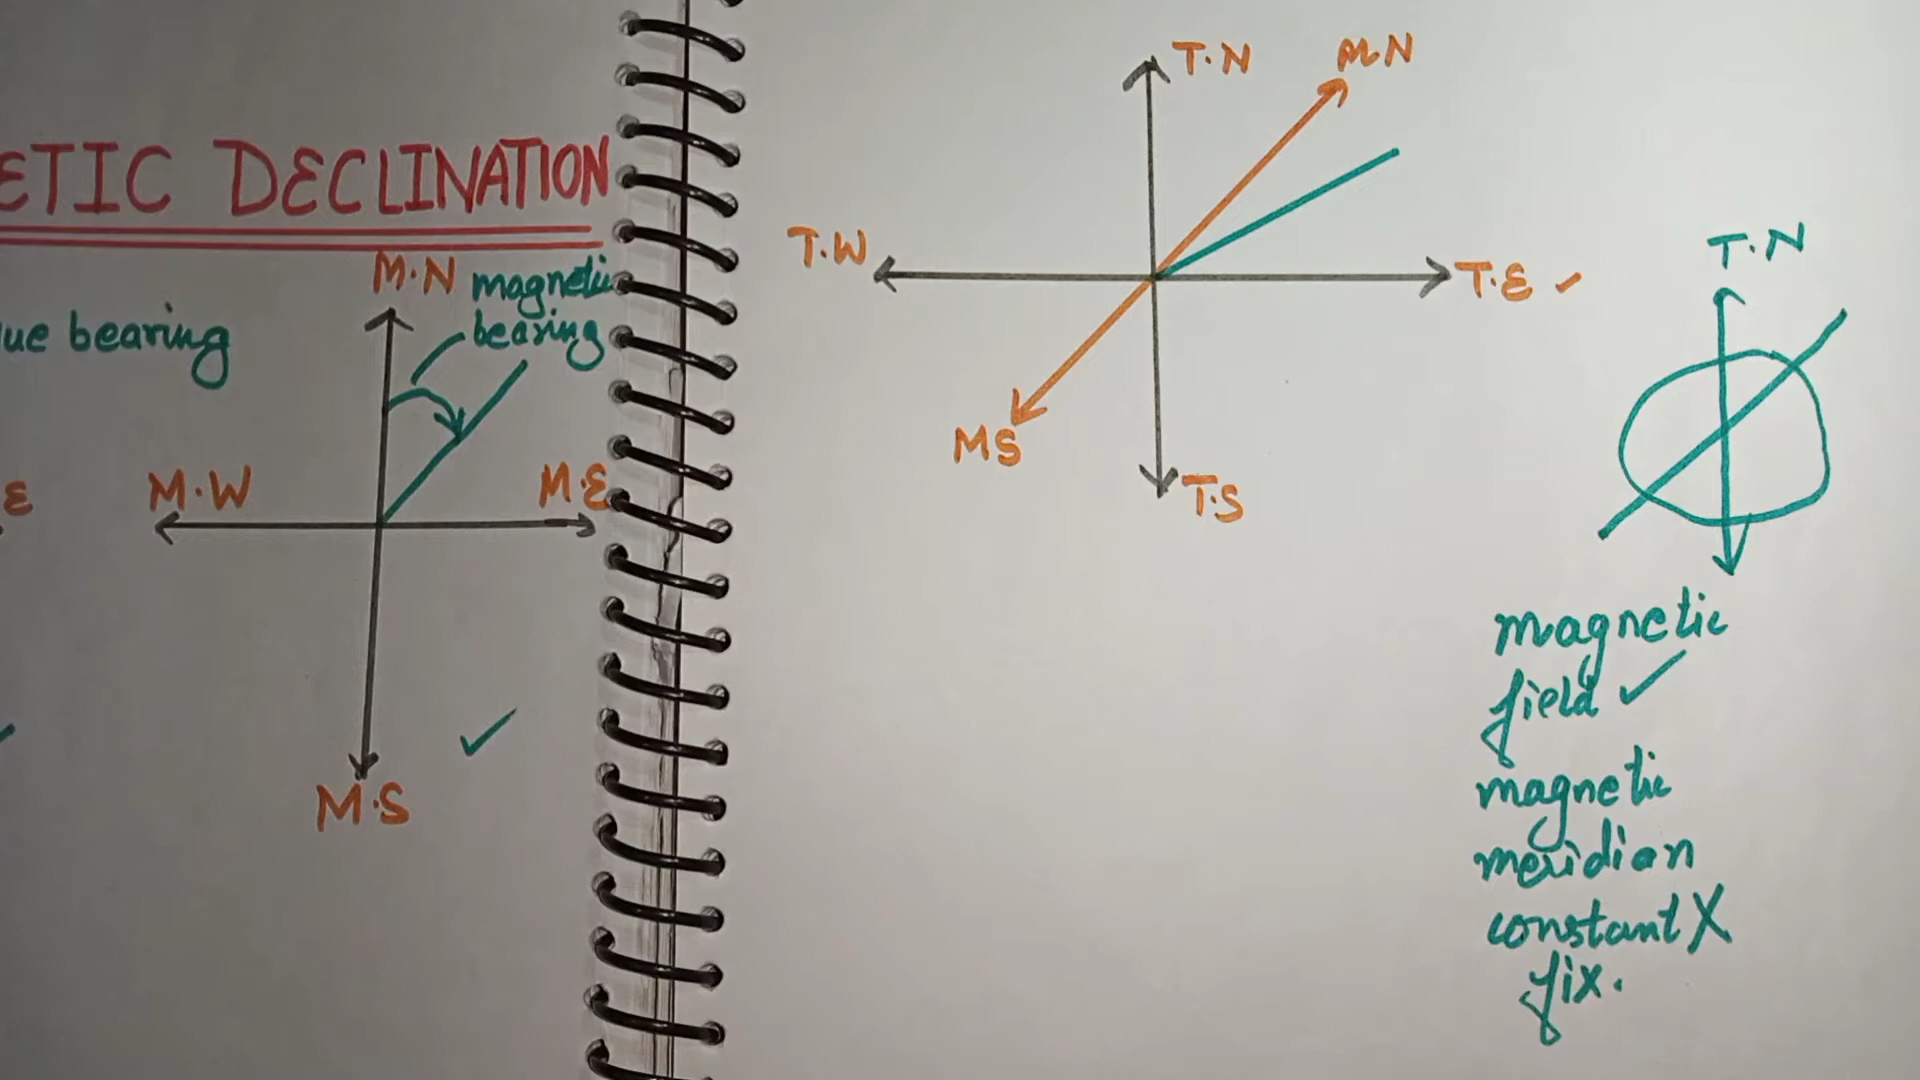 ETIC DECLINATION
ue bearing
M.N
magnetic
bearing
M.W
M.E
E
M.S
T.N
M.N
T.W
T.E
MS
T.S
T.N
magnetic
field
magnetic
meridian
constant X
fix.